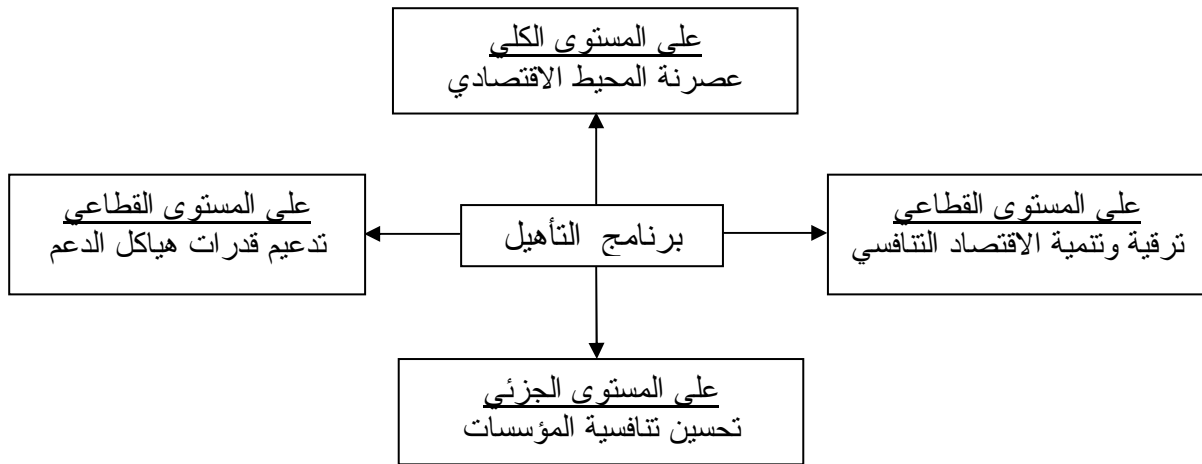 على المستوى الكلي
عصرنة المحيط الاقتصادي
على المستوى القطاعي
ترقية وتنمية الاقتصاد التنافسي
برنامج التأهيل
على المستوى القطاعي
تدعيم قدرات هياكل الدعم
على المستوى الجزئي
تحسين تنافسية المؤسسات